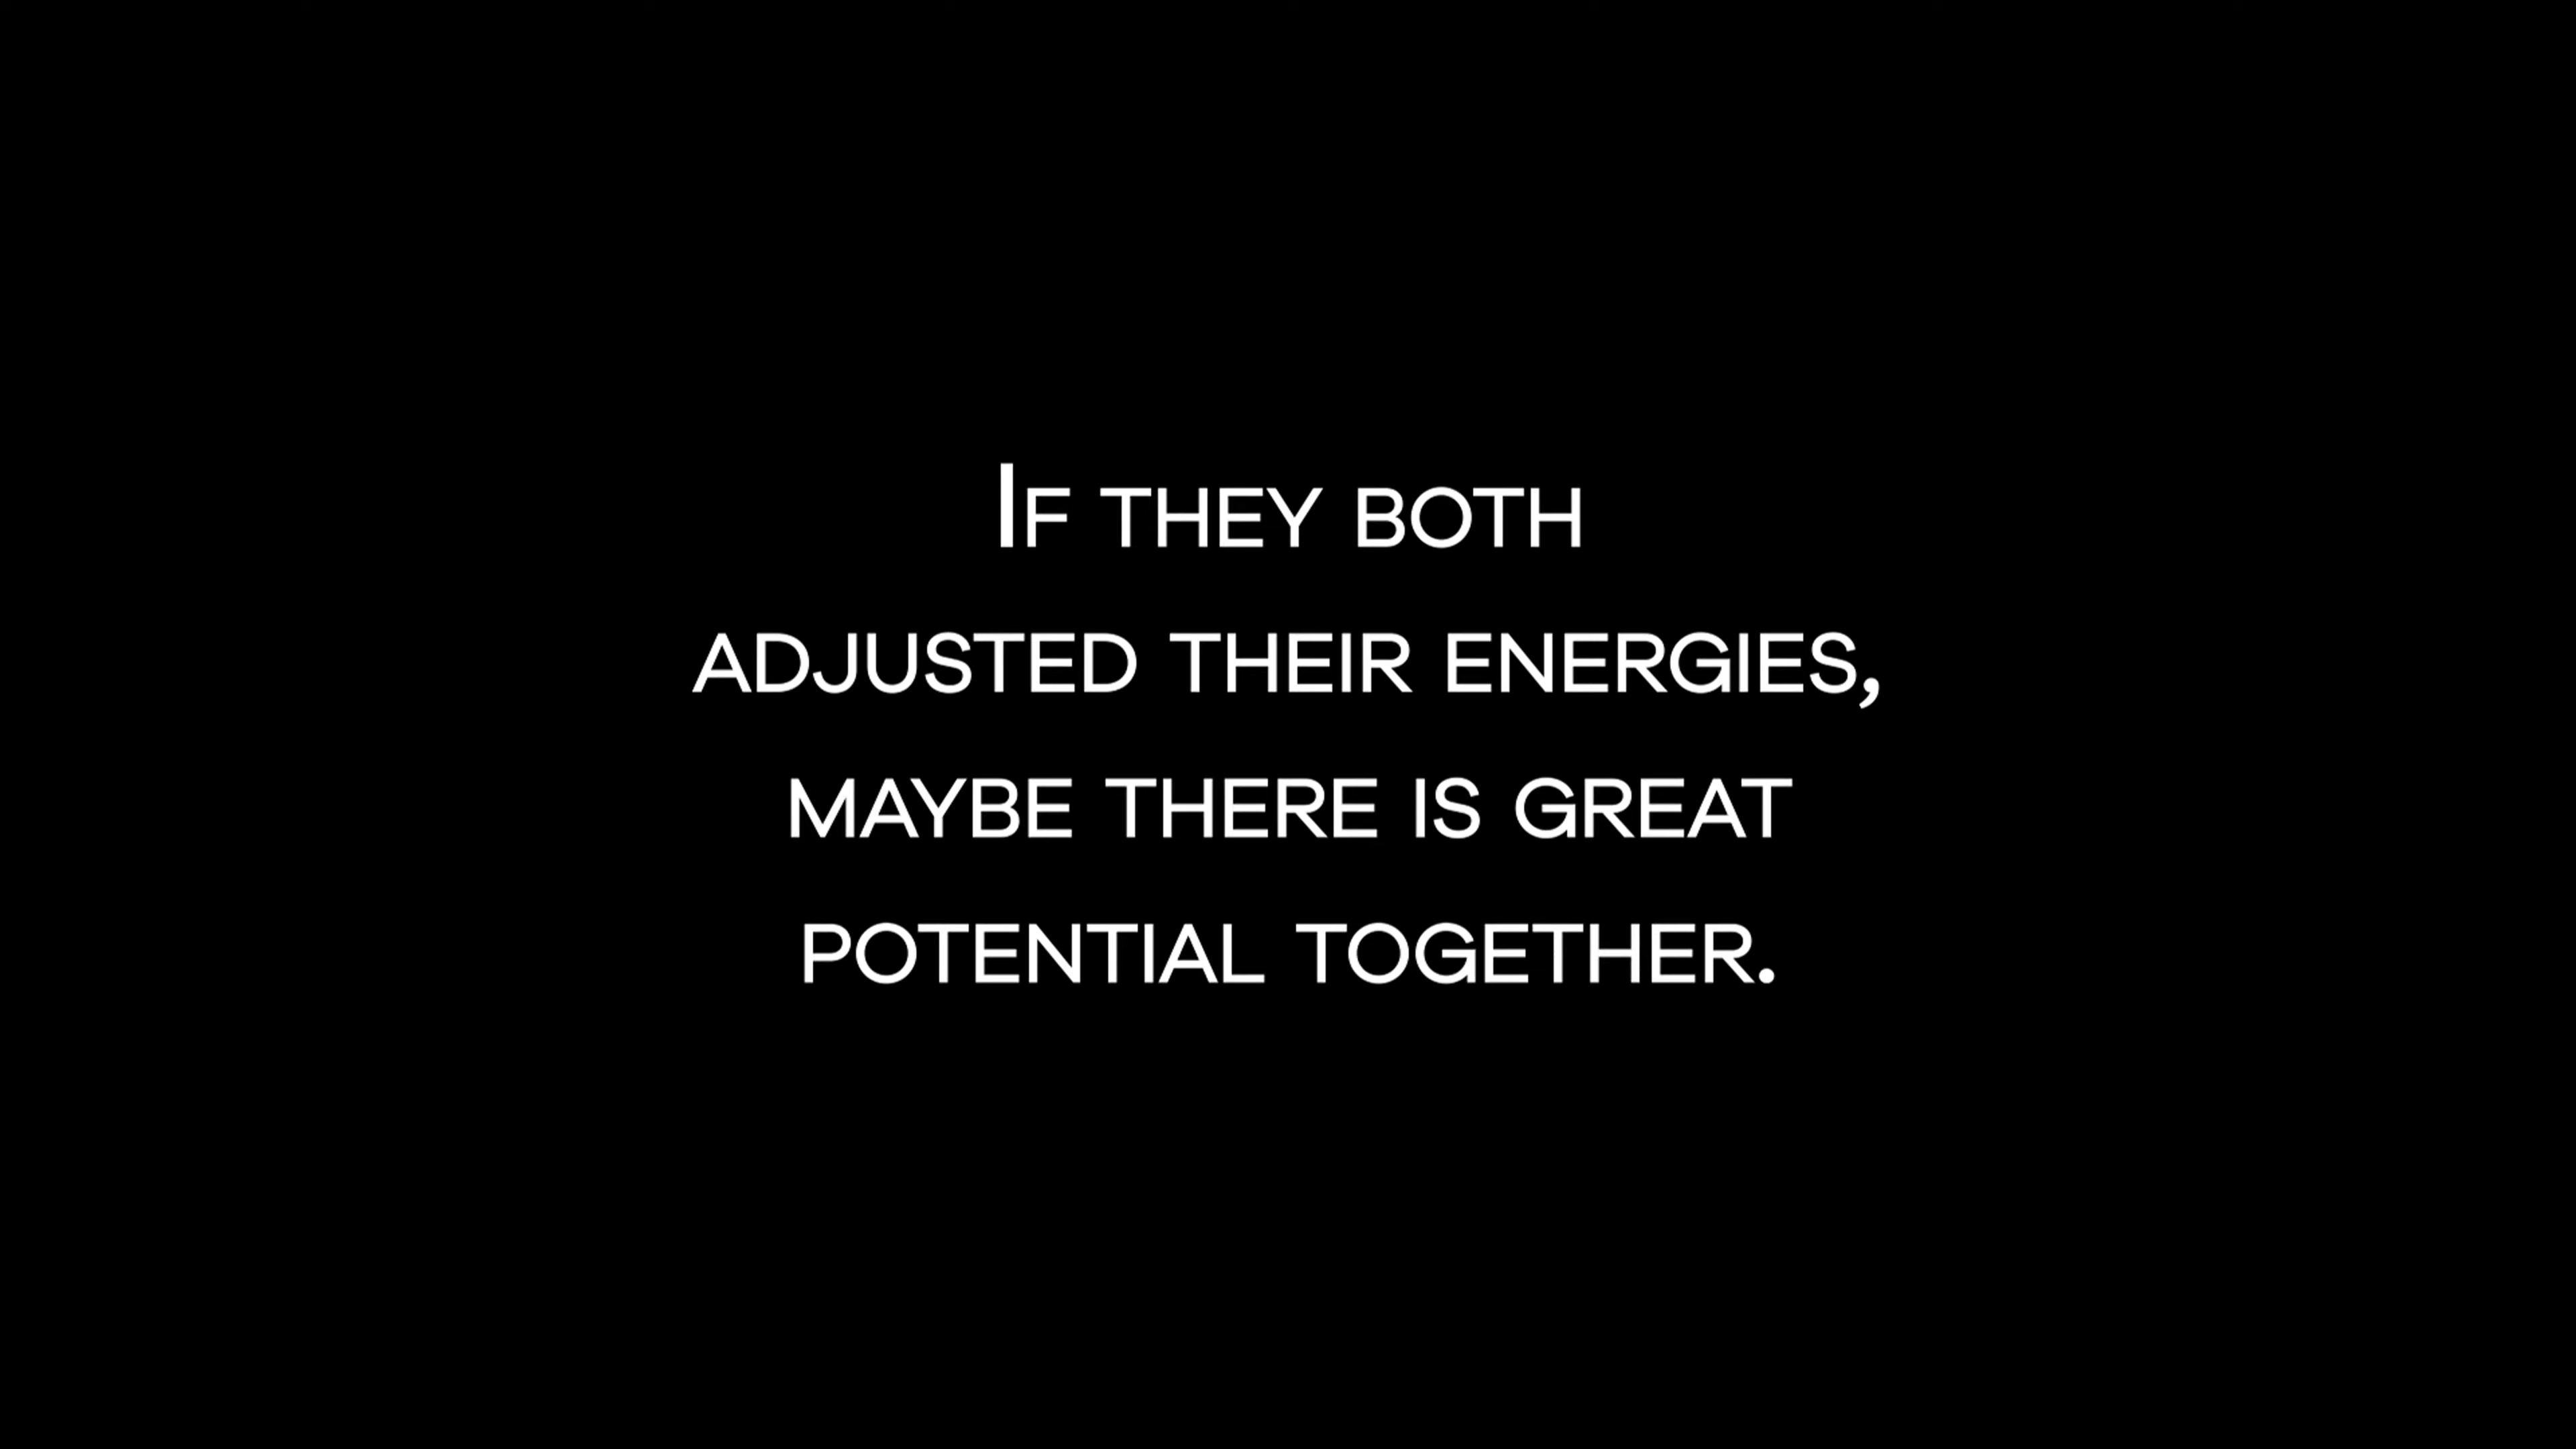 If they both
adjusted their energies,
maybe there is great
potential together.